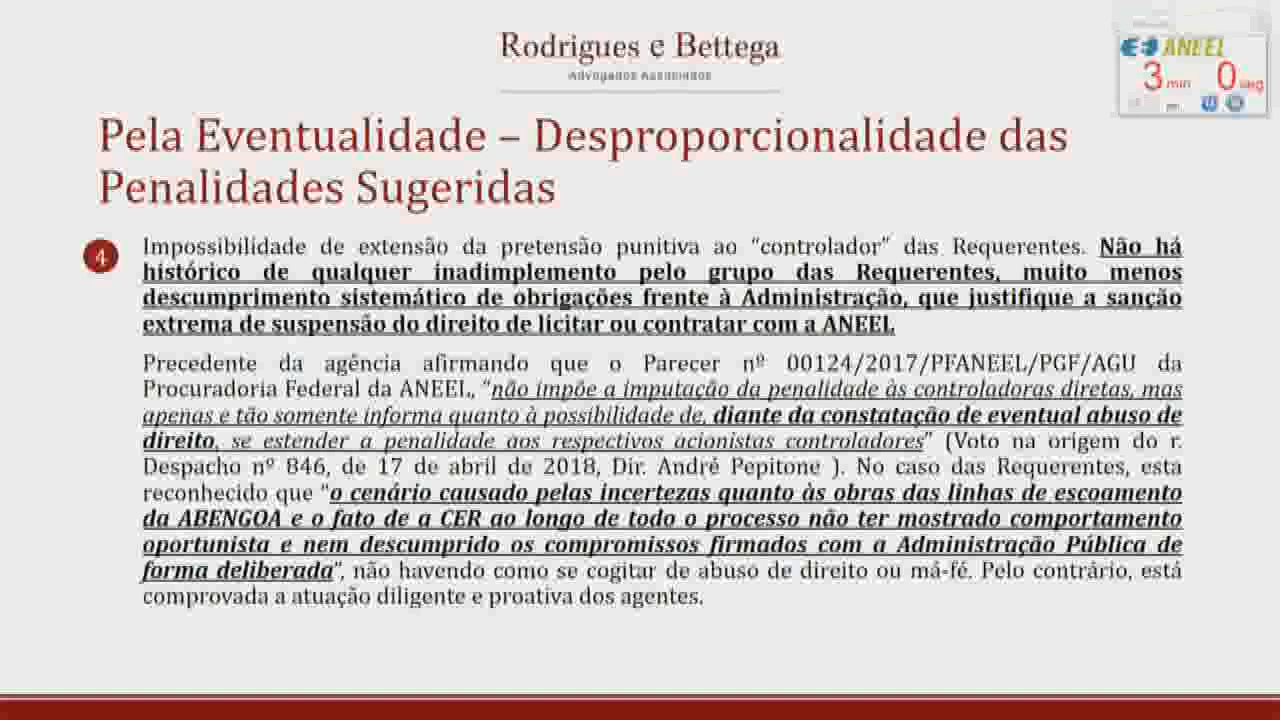 Rodrigues e Bettega
Advogados Associados
ANEEL
3 min 0 seg
Pela Eventualidade – Desproporcionalidade das
Penalidades Sugeridas
4
Impossibilidade de extensão da pretensão punitiva ao “controlador” das Requerentes. Não há
histórico de qualquer inadimplemento pelo grupo das Requerentes, muito menos
descumprimento sistemático de obrigações frente à Administração, que justifique a sanção
extrema de suspensão do direito de licitar ou contratar com a ANEEL
Precedente da agência afirmando que o Parecer nº 00124/2017/PFANEEL/PGF/AGU da
Procuradoria Federal da ANEEL, “não impõe a imputação da penalidade às controladoras diretas, mas
apenas e tão somente informa quanto à possibilidade de, diante da constatação de eventual abuso de
direito, se estender a penalidade aos respectivos acionistas controladores” (Voto na origem do r.
Despacho nº 846, de 17 de abril de 2018, Dir. André Pepitone ). No caso das Requerentes, esta
reconhecido que “o cenário causado pelas incertezas quanto às obras das linhas de escoamento
da ABENGOA e o fato de a CER ao longo de todo o processo não ter mostrado comportamento
oportunista e nem descumprido os compromissos firmados com a Administração Pública de
forma deliberada”, não havendo como se cogitar de abuso de direito ou má-fé. Pelo contrário, está
comprovada a atuação diligente e proativa dos agentes.